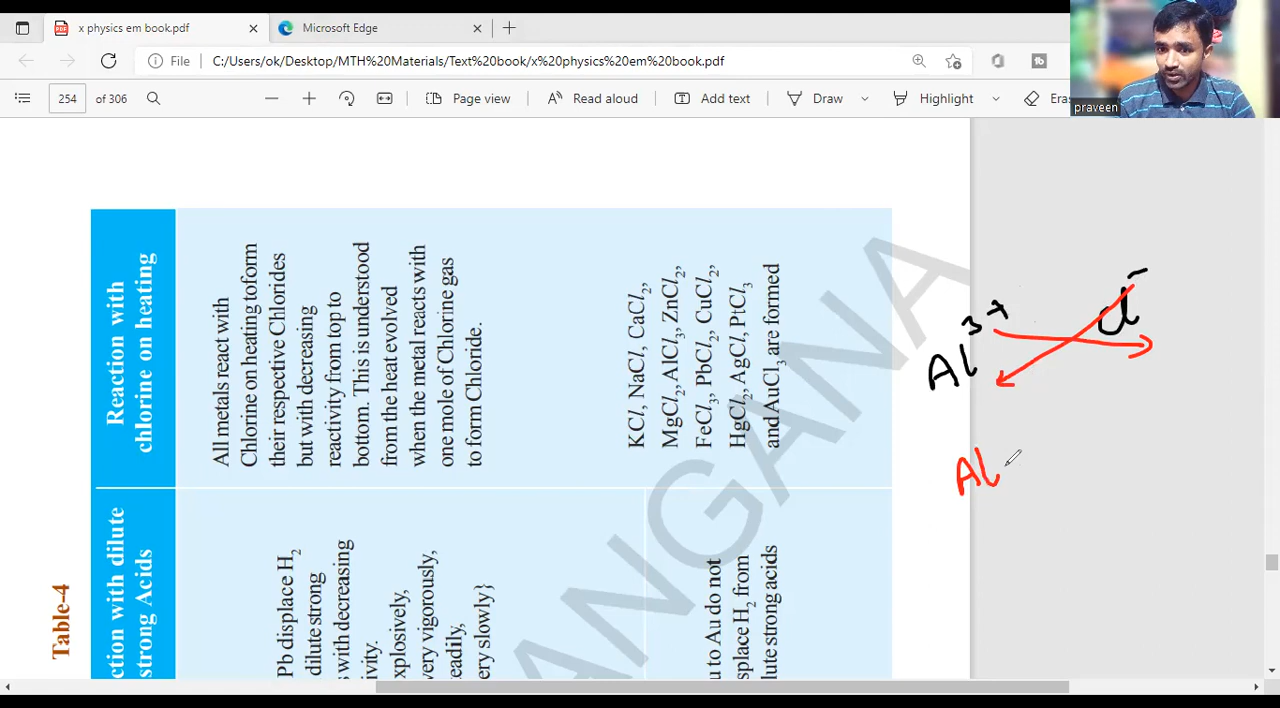 x physics em book.pdf
Microsoft Edge
File
C:/Users/ok/Desktop/MTH%20Materials/Text%20book/x%20physics%20em%20book.pdf
254 of 306
Page view
Read aloud
Add text
Draw
Highlight
Eras
praveen
Table-4
Reaction with
chlorine on heating
All metals react with
Chlorine on heating toform
their respective Chlorides
but with decreasing
reactivity from top to
bottom. This is understood
from the heat evolved
when the metal reacts with
one mole of Chlorine gas
to form Chloride.
KCl, NaCl, CaCl2,
MgCl2, AlCl3, ZnCl2,
FeCl3, PbCl2, CuCl2,
HgCl2, AgCl, PtCl3
and AuCl3 are formed
ction with dilute
strong Acids
Pb displace H2
dilute strong
s with decreasing
ivity.
xplosively,
very vigorously,
eadily,
ery slowly}
u to Au do not
splace H2 from
lute strong acids
ANGANA
Al3+ Cl-
Al